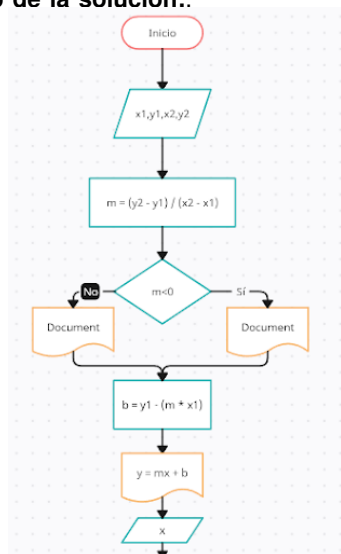 de la solución:.
Inicio
x1,y1,x2,y2
m = (y2 - y1) / (x2 - x1)
m<0
No
Sí
Document
Document
b = y1 - (m * x1)
y = mx + b
x